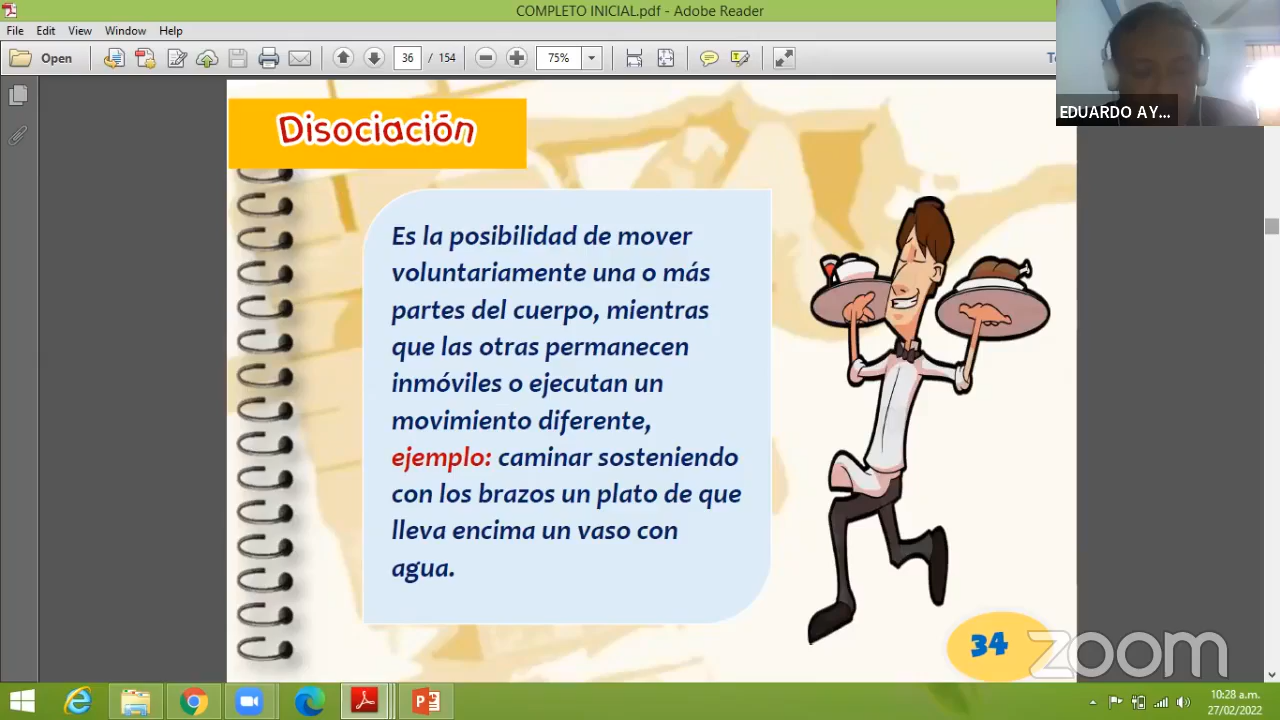 COMPLETO INICIAL.pdf - Adobe Reader
File Edit View Window Help
Open 36 / 154 75%
EDUARDO AY...
Disociación
Es la posibilidad de mover
voluntariamente una o más
partes del cuerpo, mientras
que las otras permanecen
inmóviles o ejecutan un
movimiento diferente,
ejemplo: caminar sosteniendo
con los brazos un plato de que
lleva encima un vaso con
agua.
34
zoom
10:28 a.m.
27/02/2022